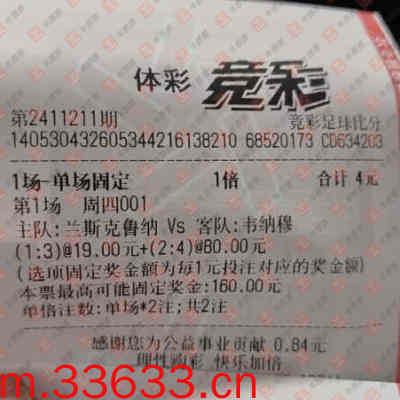 体彩 竞彩
第2411211期 竞彩足球比分
140530432605344216138210 68520173 CD634203
1场-单场固定 1倍 合计 4元
第1场 周四001
主队:兰斯克鲁纳 Vs 客队:韦纳穆
(1:3)@19.00元+(2:4)@80.00元
(选项固定奖金额为每1元投注对应的奖金额)
本票最高可能固定奖金:160.00元
单倍注数:单场*2注;共2注
感谢您为公益事业贡献 0.84元
理性购彩 快乐加倍
m.33633.cn